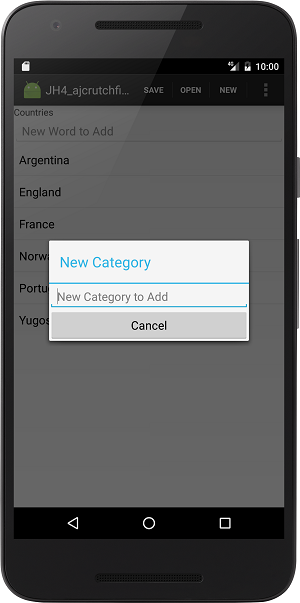 10:00
JH4_ajcrutchfi... SAVE OPEN NEW
Countries
New Word to Add
Argentina
England
France
Norw
Portu
Yugos
New Category
New Category to Add
Cancel